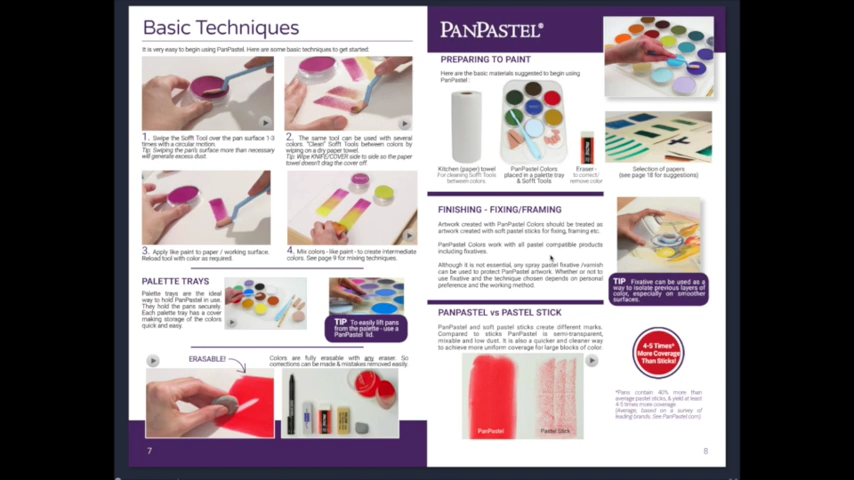 Basic Techniques
It is very easy to begin using PanPastel. Here are some basic techniques to get started:
1. Swipe the Sofft Tool over the pan surface 1-3
times with a circular motion.
Tip: Swiping the pan's surface more than necessary
will generate excess dust
2. The same tool can be used with several
colors. "Clean" Sofft Tools between colors by
wiping on a dry paper towel.
Tip: Wipe KNIFE/COVER side to side so the paper
towel doesn't drag the cover off.
3. Apply like paint to paper / working surface.
Reload tool with color as required.
4. Mix colors - like paint - to create intermediate
colors. See page 9 for mixing techniques.
PALETTE TRAYS
Palette trays are the ideal
way to hold PanPastel in use.
They hold the pans securely.
Each palette tray has a cover
making storage of the colors
quick and easy.
TIP To easily lift pans
from the palette - use a
PanPastel lid.
ERASABLE!
Colors are fully erasable with any eraser. So
corrections can be made & mistakes removed easily.
7
PANPASTEL®
PREPARING TO PAINT
Here are the basic materials suggested to begin using
PanPastel :
Kitchen (paper) towel
For cleaning Sofft Tools
between colors.
PanPastel Colors
placed in a palette tray
& Sofft Tools
Eraser -
to correct/
remove color
Selection of papers
(see page 18 for suggestions)
FINISHING - FIXING/FRAMING
Artwork created with PanPastel Colors should be treated as
artwork created with soft pastel sticks for fixing, framing etc.
PanPastel Colors work with all pastel compatible products
including fixatives.
Although it is not essential, any spray pastel fixative /varnish
can be used to protect PanPastel artwork. Whether or not to
use fixative and the technique chosen depends on personal
preference and the working method.
TIP Fixative can be used as a
way to isolate previous layers of
color, especially on smoother
surfaces.
PANPASTEL vs PASTEL STICK
PanPastel and soft pastel sticks create different marks.
Compared to sticks PanPastel is semi-transparent,
mixable and low dust. It is also a quicker and cleaner way
to achieve more uniform coverage for large blocks of color.
PanPastel
Pastel Stick
4-5 Times*
More Coverage
Than Sticks!
*Pans contain 40% more than
average pastel sticks, & yield at least
4-5 times more coverage.
(Average, based on a survey of
leading brands. See PanPastel.com)
8